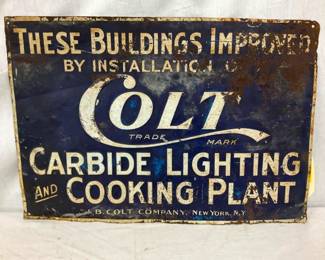 THESE BUILDINGS IMPROVED
BY INSTALLATION
COLT
TRADE MARK
CARBIDE LIGHTING
AND COOKING PLANT
B. COLT COMPANY, NEW YORK, N.Y.